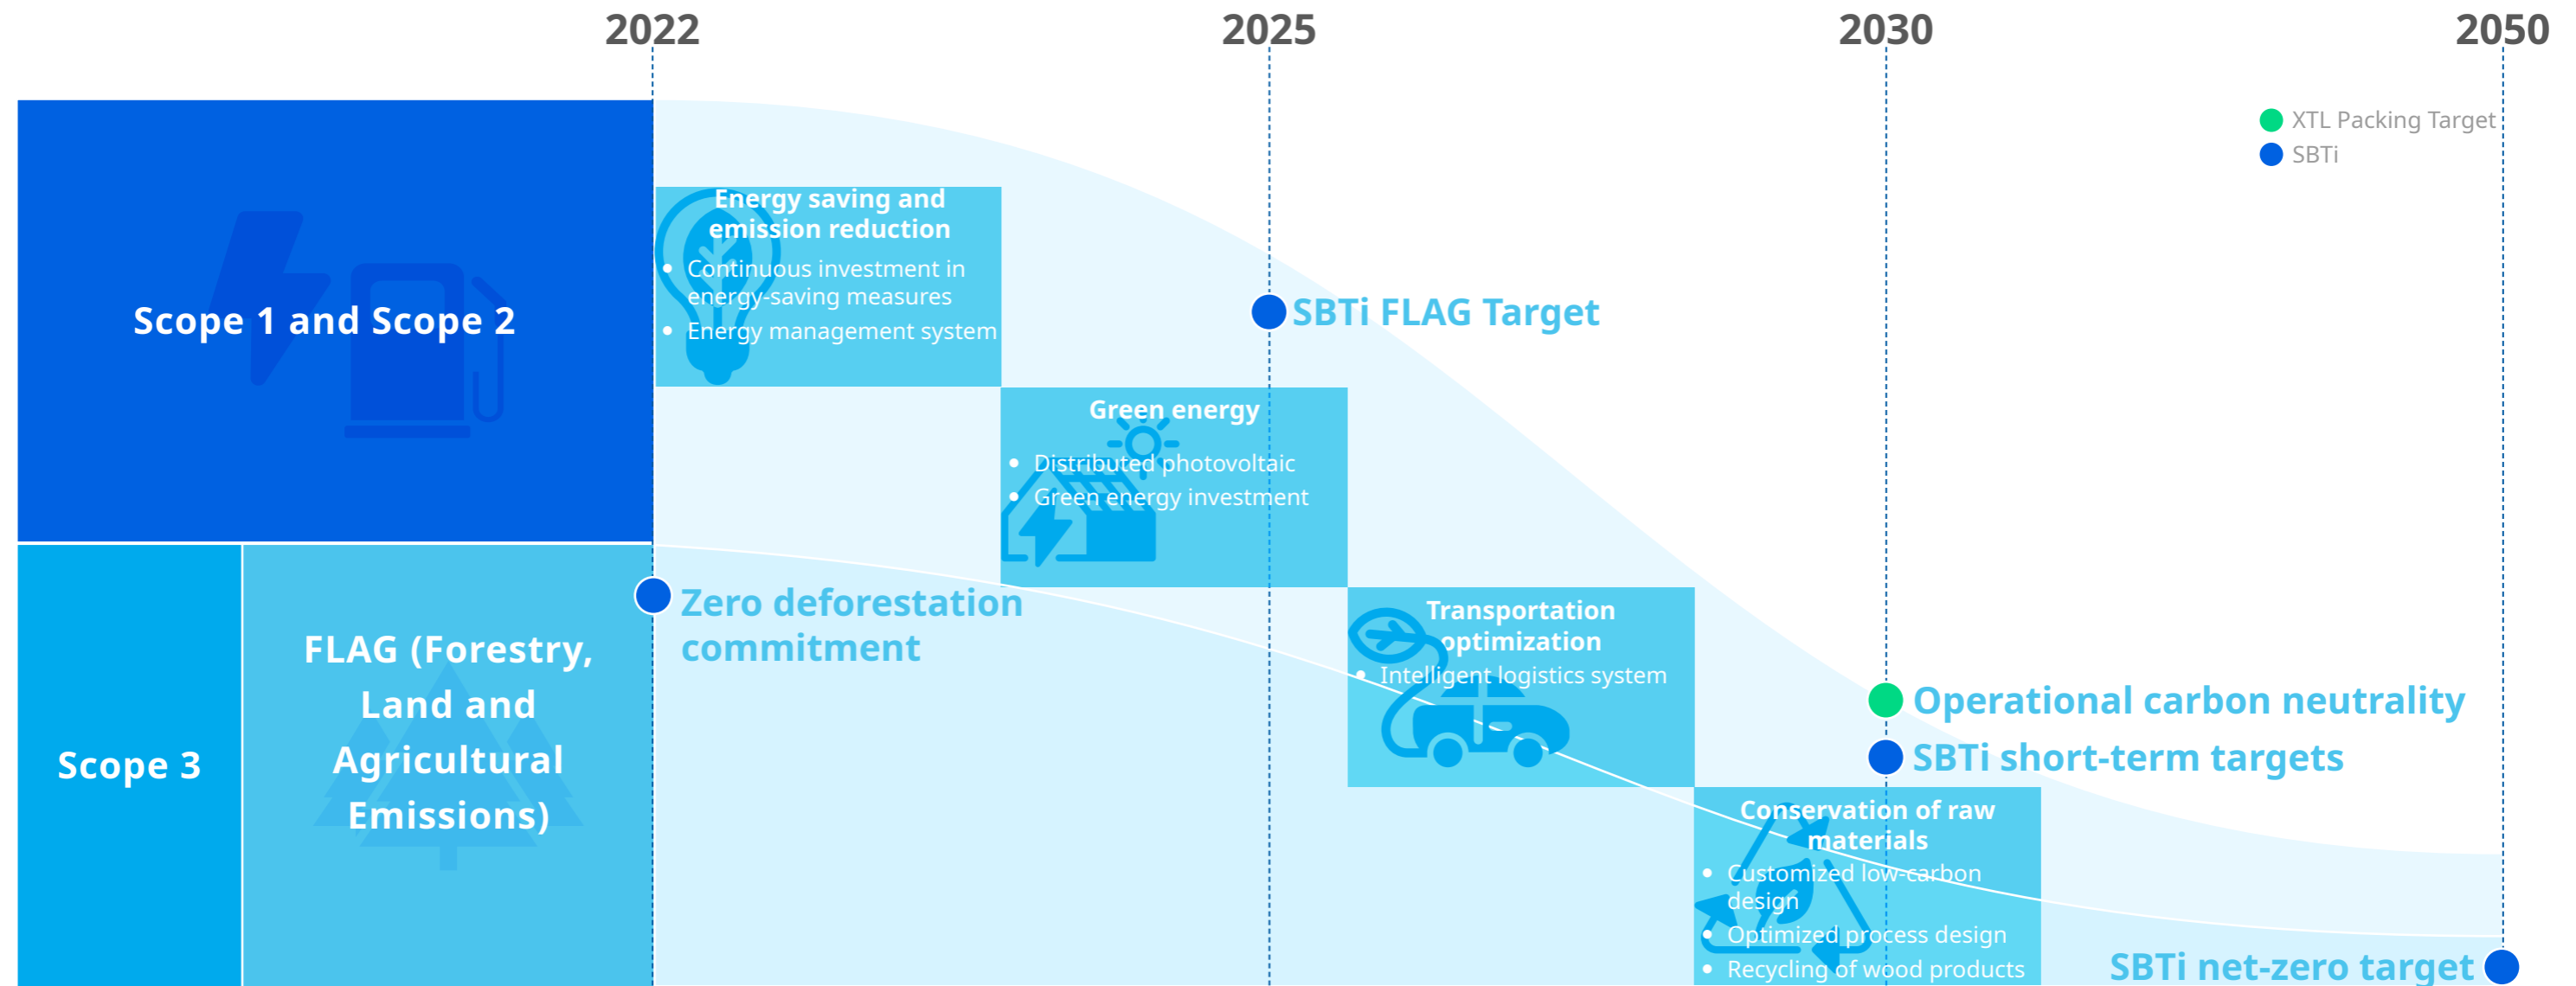 2022
2025
2030
2050
XTL Packing Target
SBTi
Scope 1 and Scope 2
Energy saving and
emission reduction
• Continuous investment in
energy-saving measures
• Energy management system
SBTi FLAG Target
Green energy
• Distributed photovoltaic
• Green energy investment
Scope 3
FLAG (Forestry,
Land and
Agricultural
Emissions)
Zero deforestation
commitment
Transportation
optimization
• Intelligent logistics system
Operational carbon neutrality
SBTi short-term targets
Conservation of raw
materials
• Customized low-carbon
design
• Optimized process design
• Recycling of wood products
SBTi net-zero target